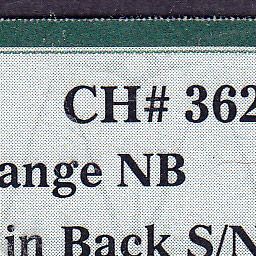 CH# 362
ange NB
in Back S/N